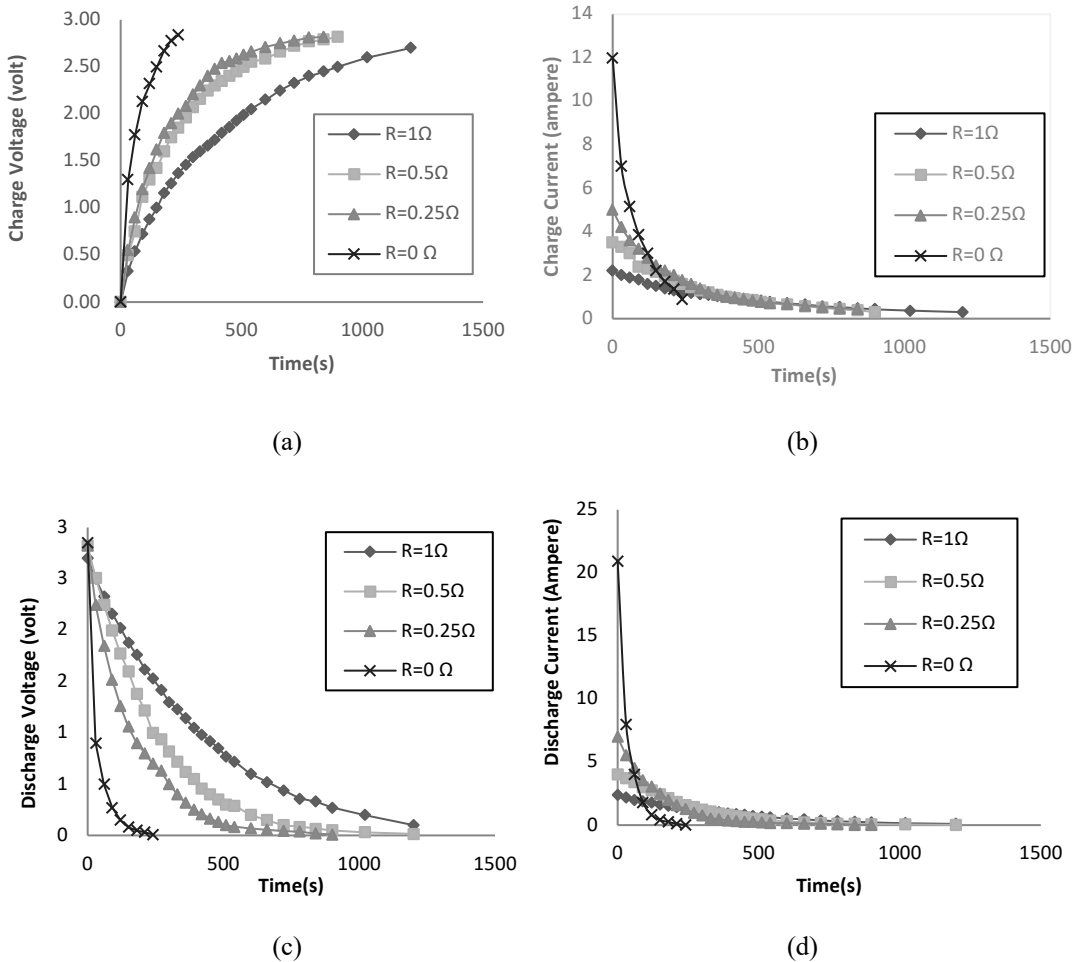 3.00
2.50
2.00
1.50
1.00
0.50
0.00
0
500
1000
1500
Charge Voltage (volt)
Time(s)
R=1Ω
R=0.5Ω
R=0.25Ω
R=0 Ω
(a)
14
12
10
8
6
4
2
0
0
500
1000
1500
Charge Current (ampere)
Time(s)
R=1Ω
R=0.5Ω
R=0.25Ω
R=0 Ω
(b)
3
3
2
2
1
1
0
0
500
1000
1500
Discharge Voltage (volt)
Time(s)
R=1Ω
R=0.5Ω
R=0.25Ω
R=0 Ω
(c)
25
20
15
10
5
0
0
500
1000
1500
Discharge Current (Ampere)
Time(s)
R=1Ω
R=0.5Ω
R=0.25Ω
R=0 Ω
(d)